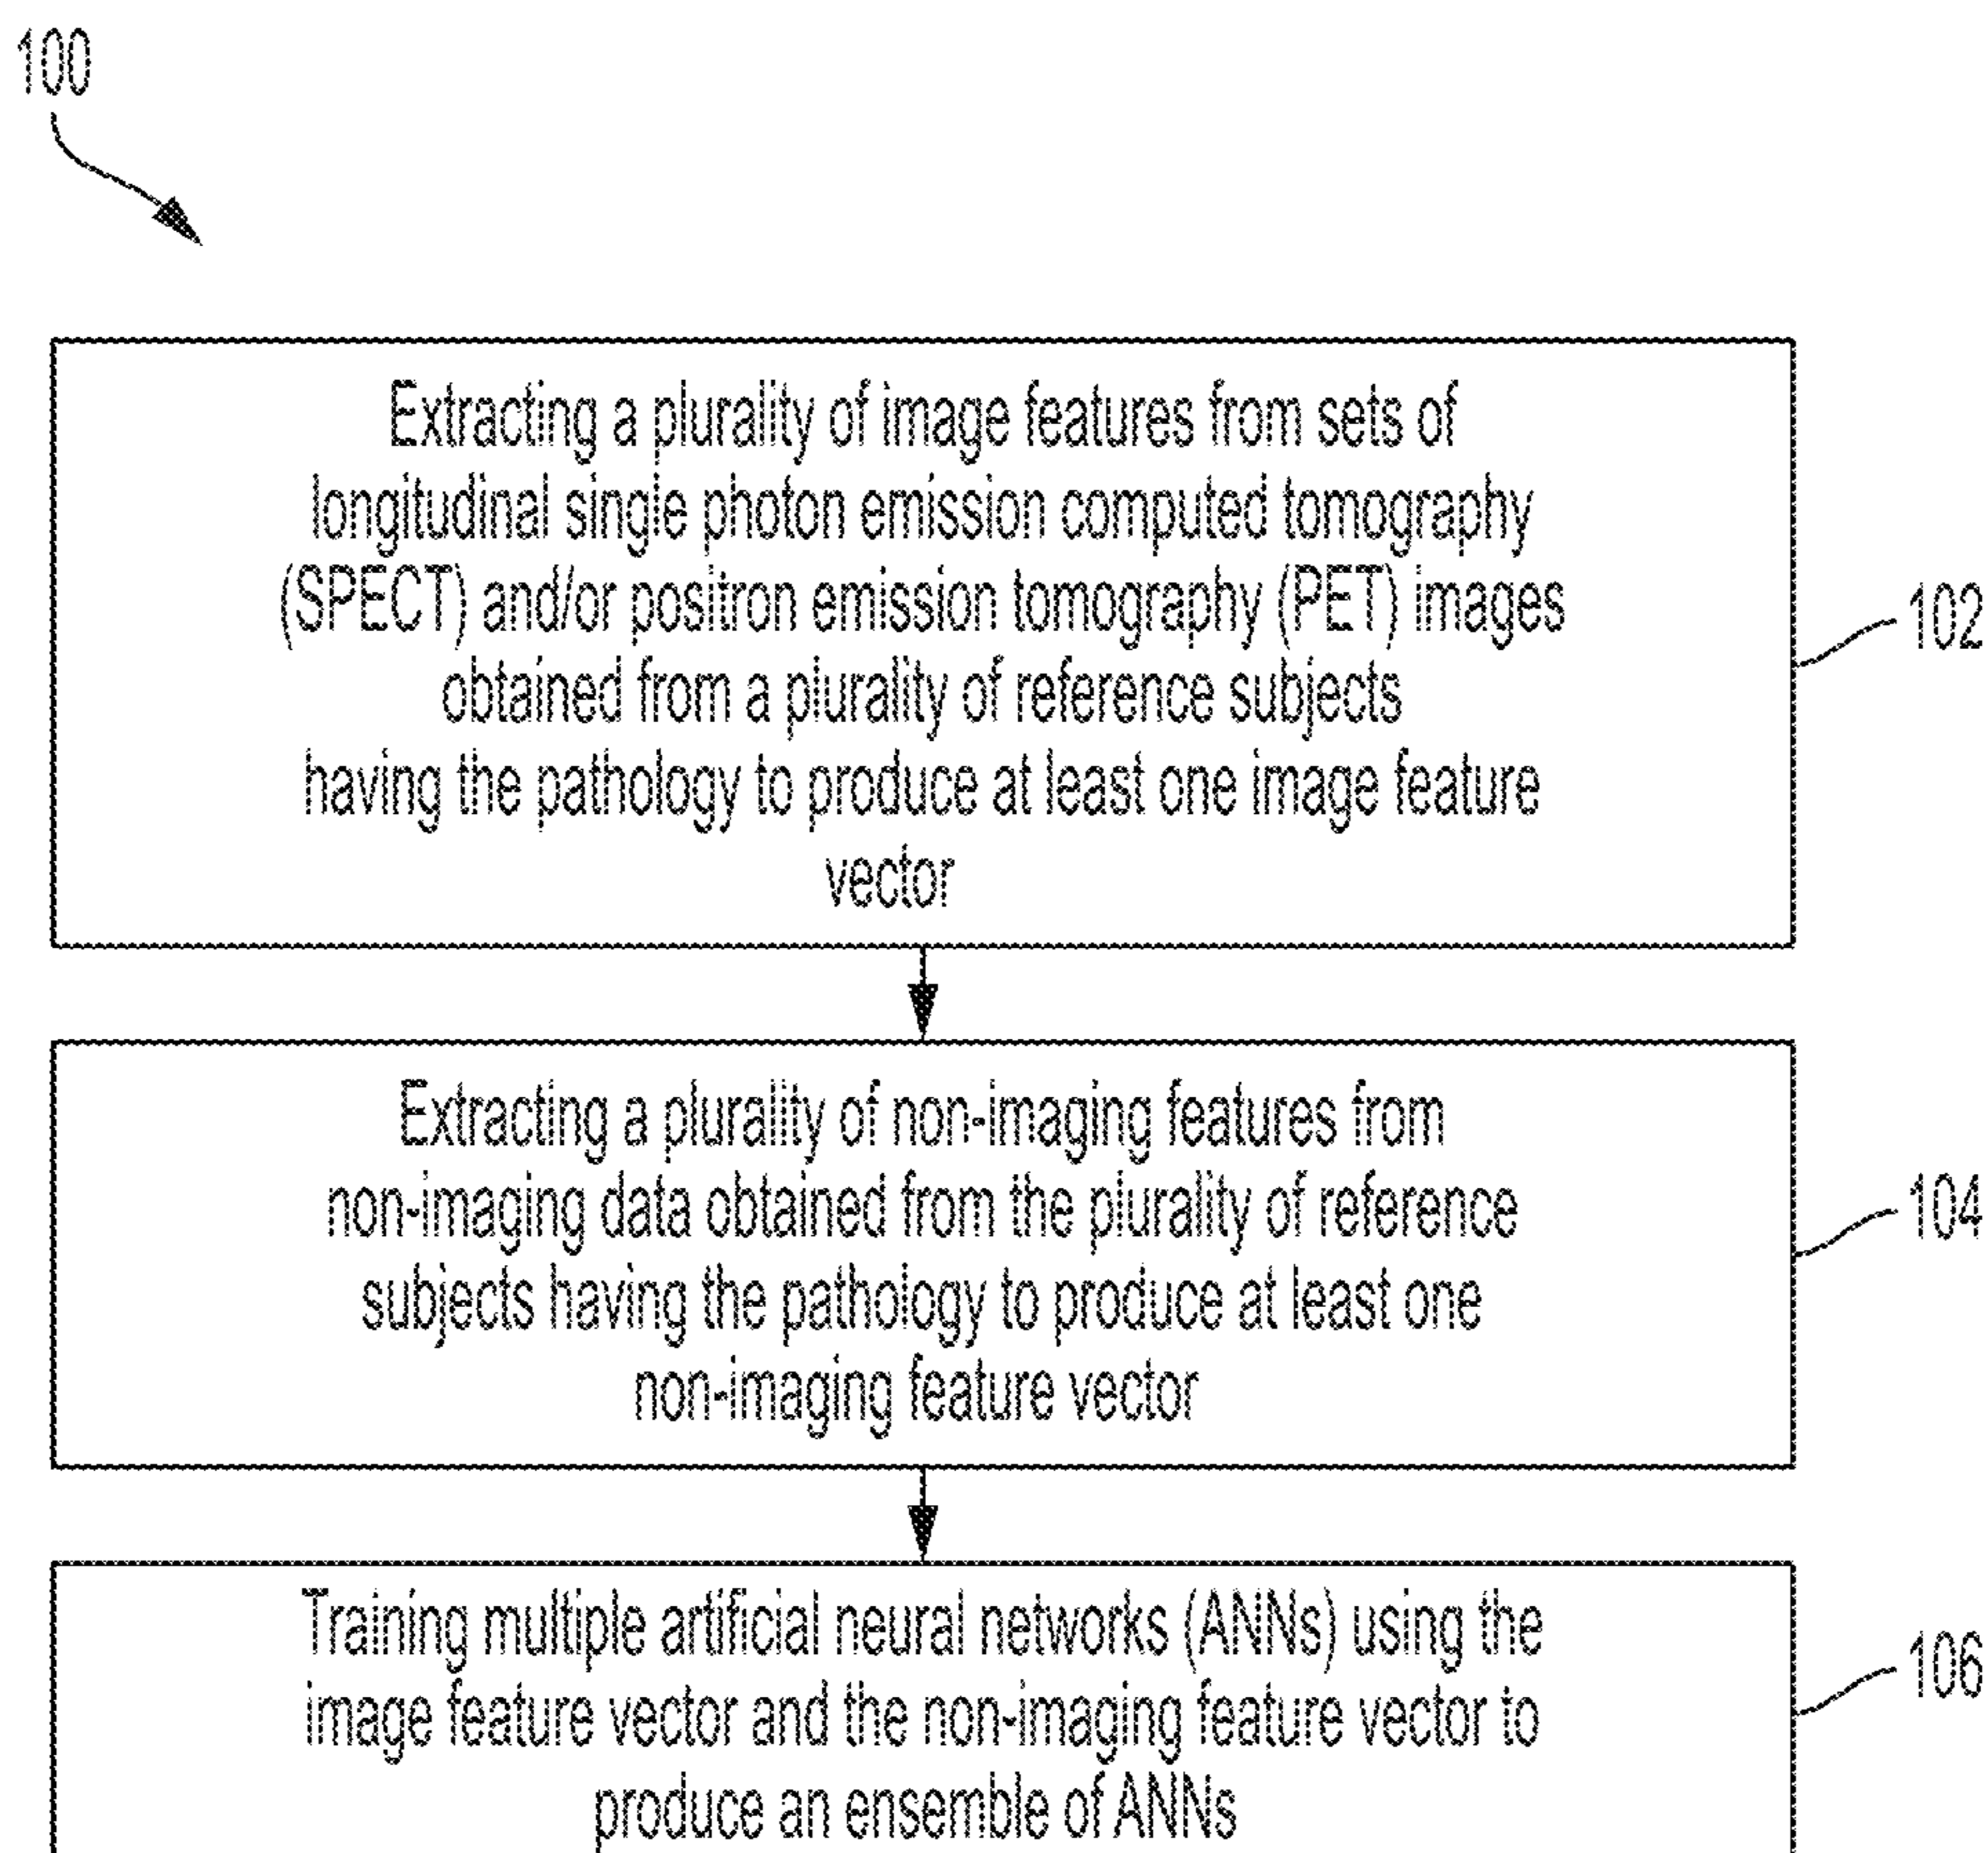 100
Extracting a plurality of image features from sets of
longitudinal single photon emission computed tomography
(SPECT) and/or positron emission tomography (PET) images
obtained from a plurality of reference subjects
having the pathology to produce at least one image feature
vector
102
Extracting a plurality of non-imaging features from
non-imaging data obtained from the plurality of reference
subjects having the pathology to produce at least one
non-imaging feature vector
104
Training multiple artificial neural networks (ANNs) using the
image feature vector and the non-imaging feature vector to
produce an ensemble of ANNs
106